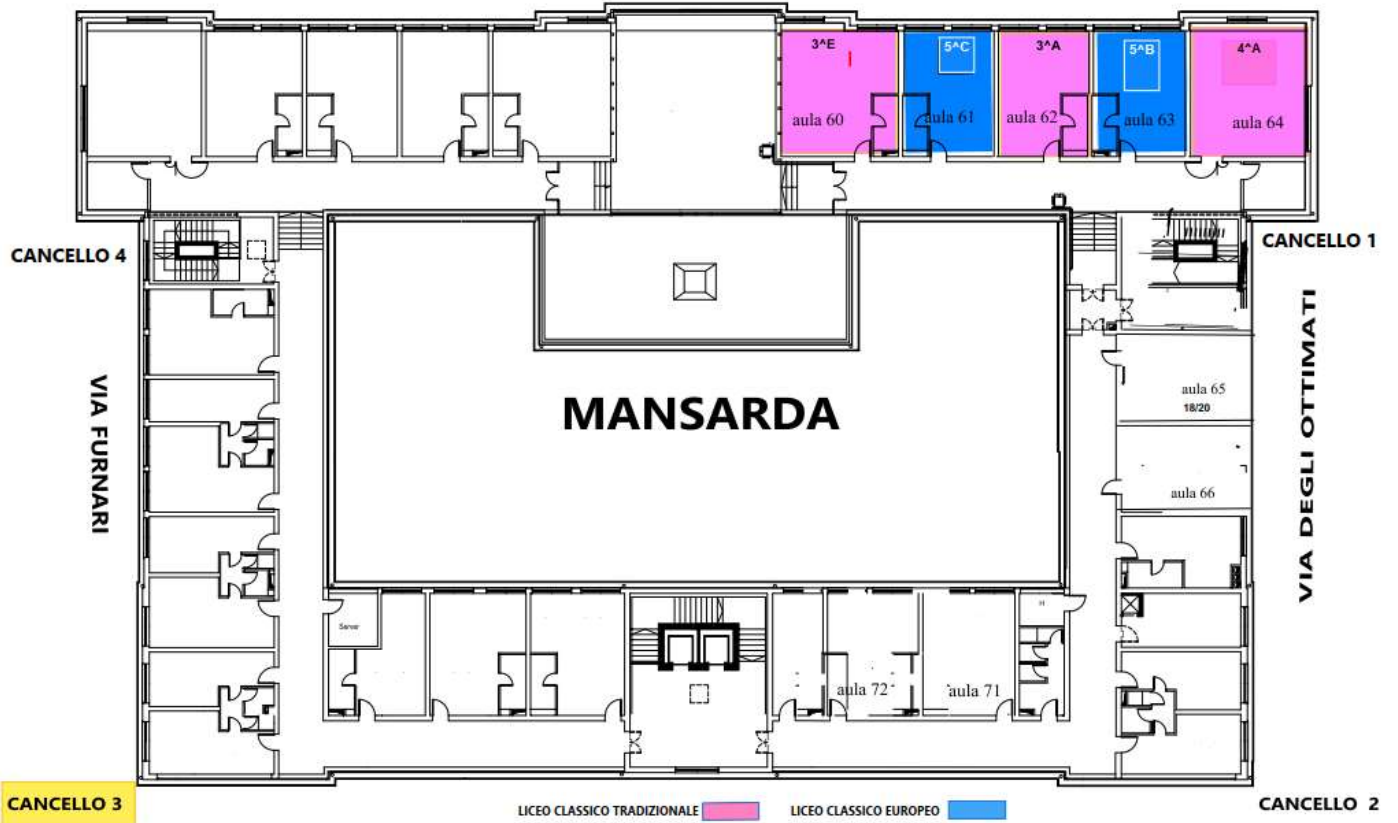 3^E
5^C
3^A
5^B
4^A
aula 60
aula 61
aula 62
aula 63
aula 64
CANCELLO 4
CANCELLO 1
VIA FURNARI
MANSARDA
VIA DEGLI OTTIMATI
aula 65
18/20
aula 66
Server
H
aula 72
aula 71
CANCELLO 3
LICEO CLASSICO TRADIZIONALE
LICEO CLASSICO EUROPEO
CANCELLO 2